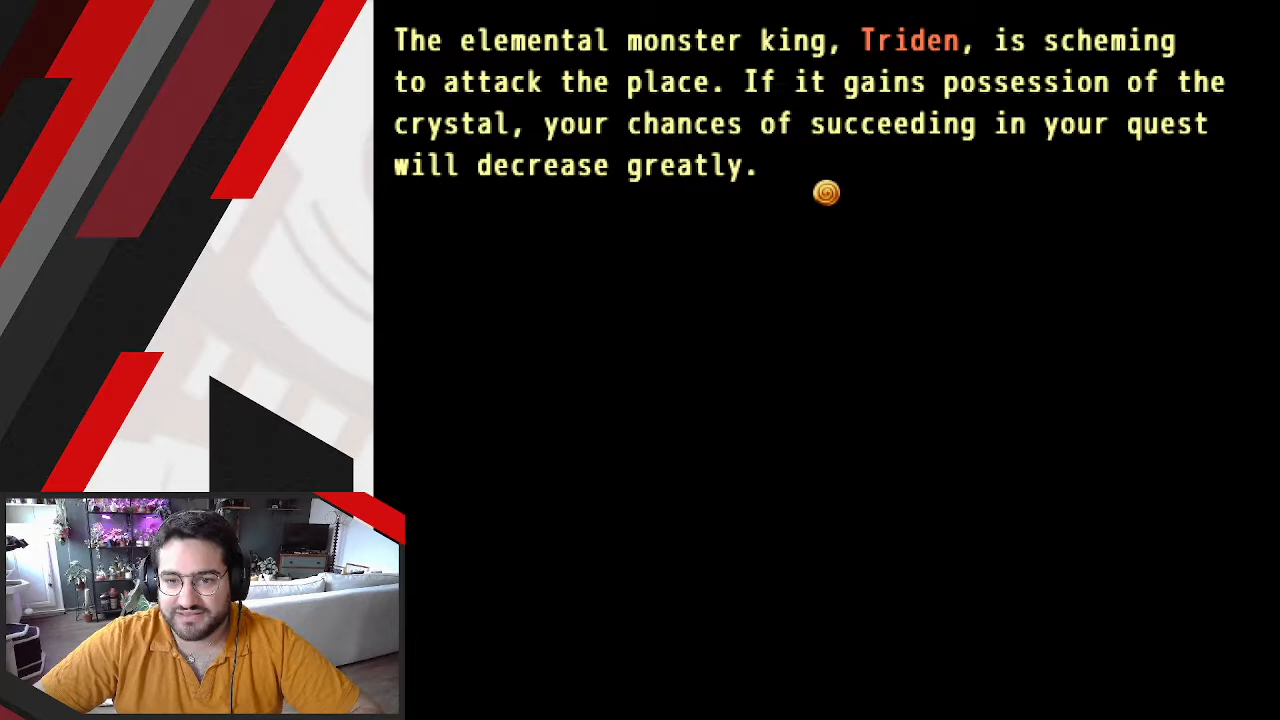 The elemental monster king, Triden, is scheming
to attack the place. If it gains possession of the
crystal, your chances of succeeding in your quest
will decrease greatly.